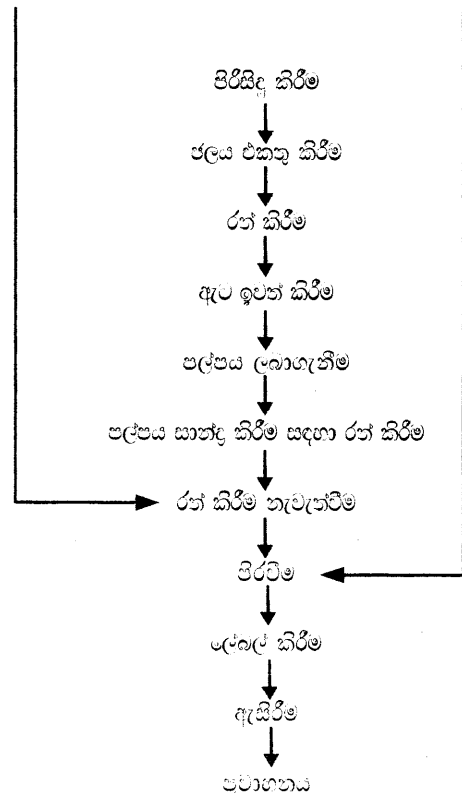 පිරිසිදු කිරීම
ජලය එකතු කිරීම
රත් කිරීම
ඇට ඉවත් කිරීම
පල්පය ලබාගැනීම
පල්පය සාන්ද්‍ර කිරීම සඳහා රත් කිරීම
රත් කිරීම නැවැත්වීම
පිරවීම
ලේබල් කිරීම
ඇසිරීම
ප්‍රවාහනය